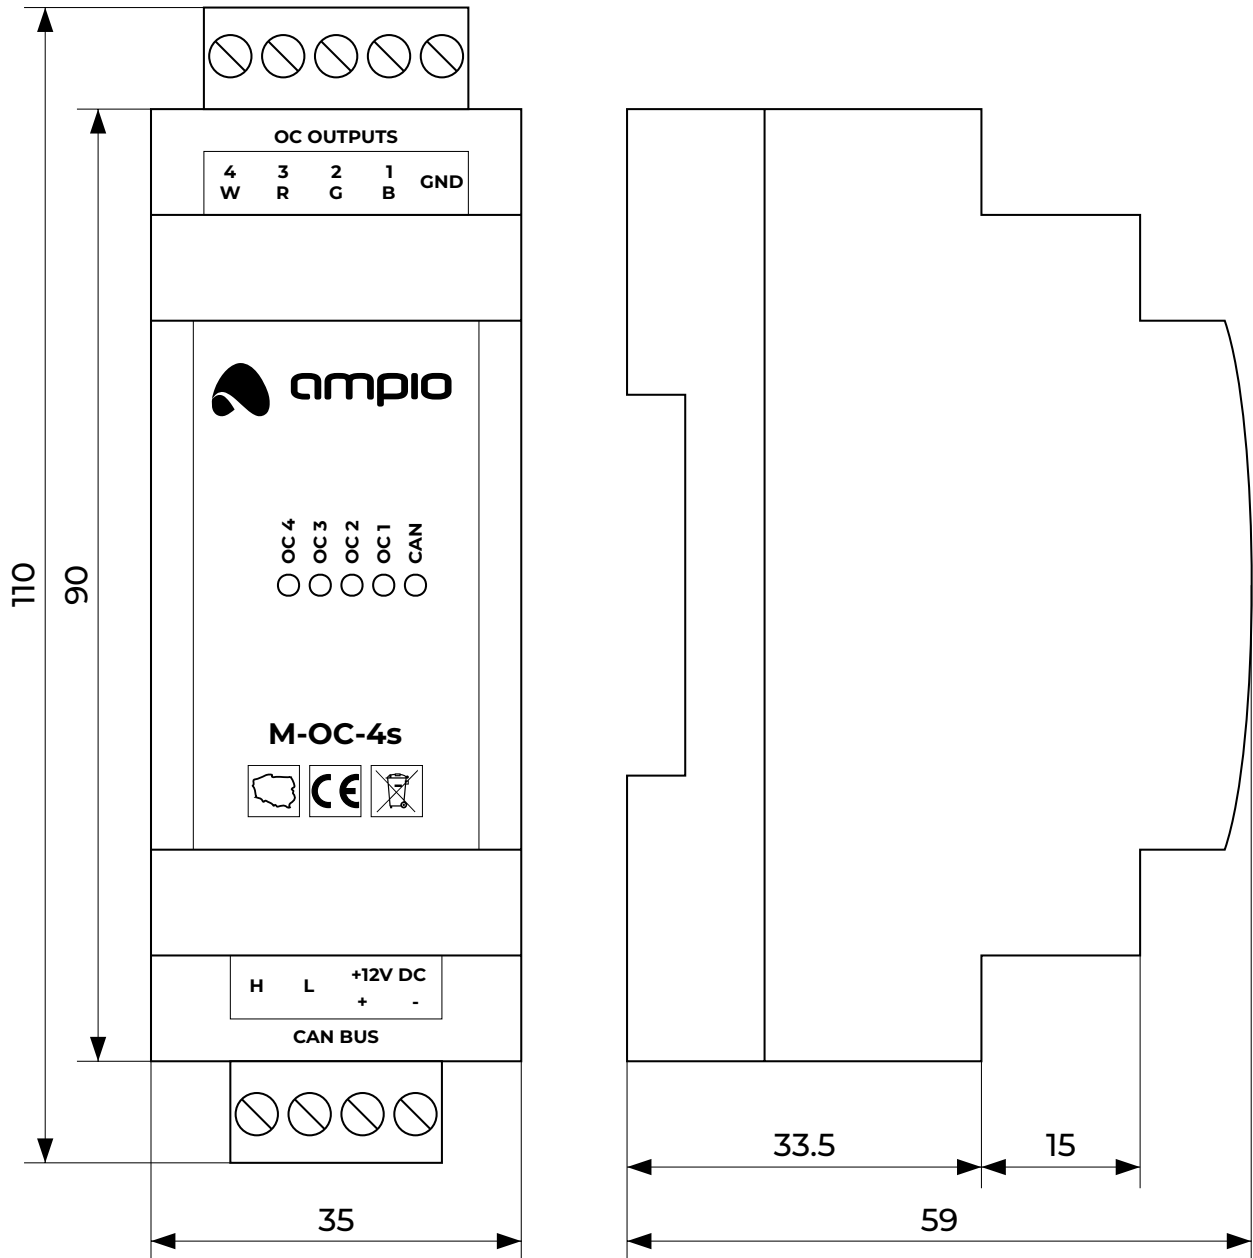 OC OUTPUTS
4 3 2 1 GND
W R G B
ampio
OC 4
OC 3
OC 2
OC 1
CAN
110
90
M-OC-4s
CE
+12V DC
H L
+ -
CAN BUS
33.5
15
35
59